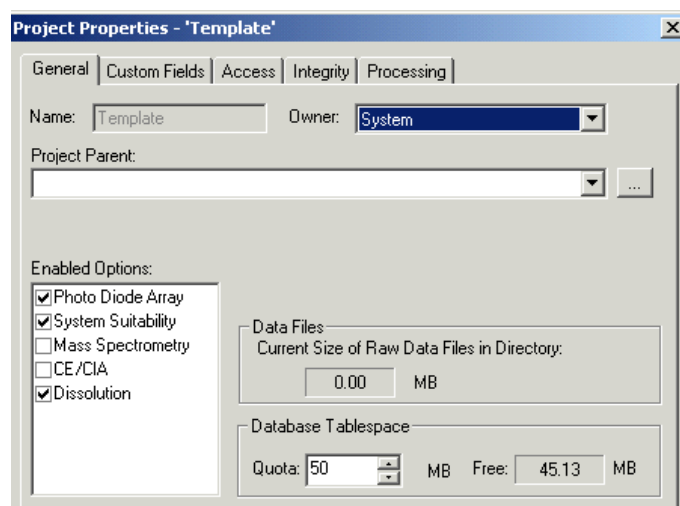 Project Properties - 'Template'
General Custom Fields Access Integrity Processing
Name: Template Owner: System
Project Parent:
...
Enabled Options:
Photo Diode Array
System Suitability
Mass Spectrometry
CE/CIA
Dissolution
Data Files
Current Size of Raw Data Files in Directory:
0.00 MB
Database Tablespace
Quota: 50 MB Free: 45.13 MB